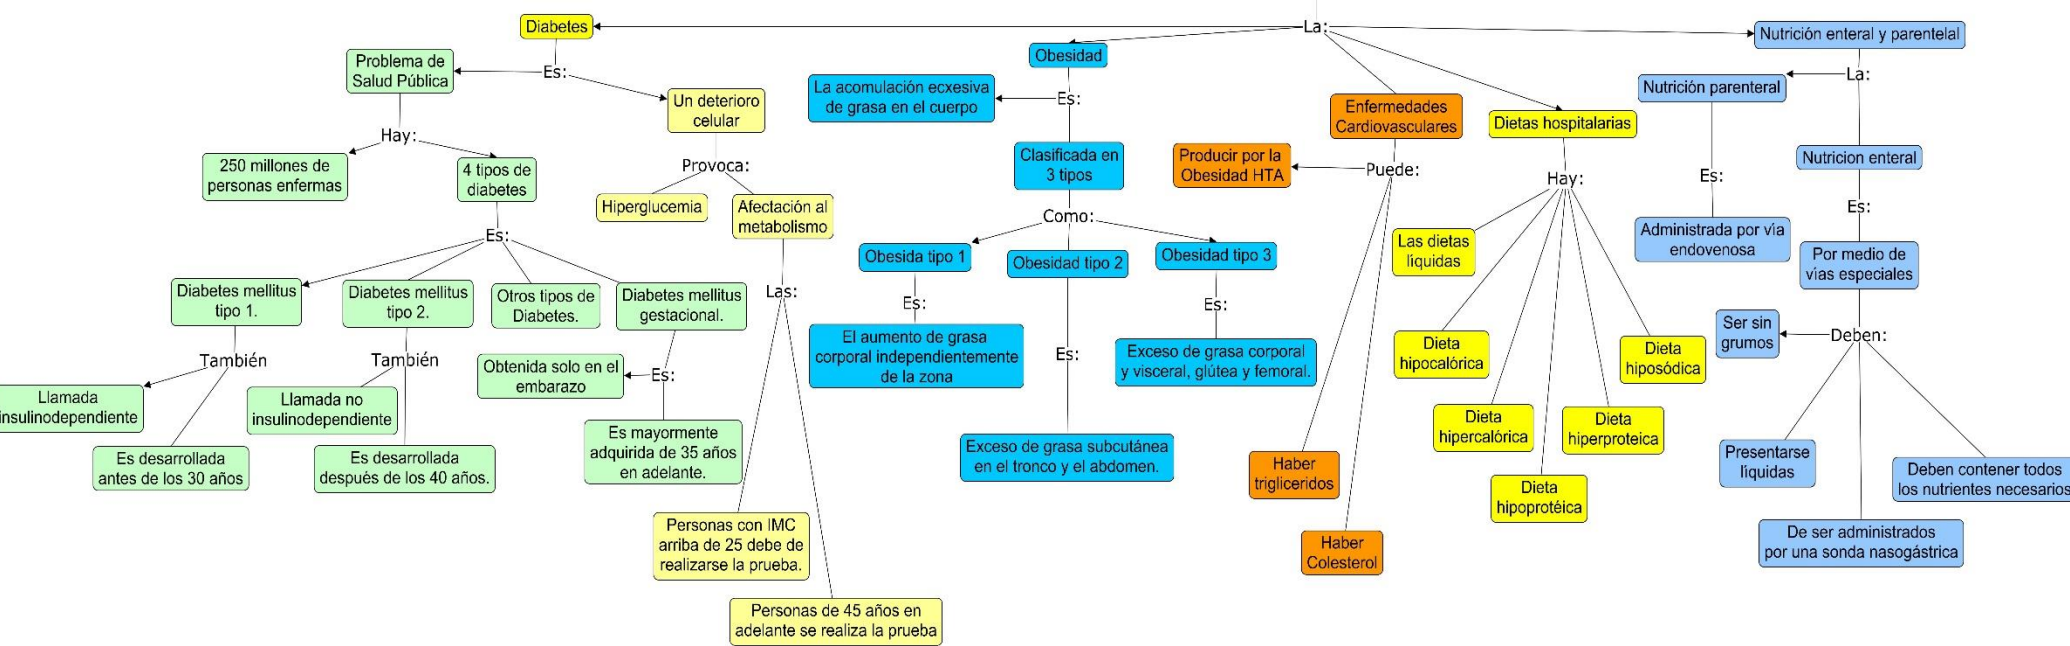 Diabetes
La:
Nutrición enteral y parentelal
Problema de
Salud Pública
Es:
Un deterioro
celular
Hay:
250 millones de
personas enfermas
4 tipos de
diabetes
Provoca:
Hiperglucemia
Afectación al
metabolismo
Es:
Diabetes mellitus
tipo 1.
Diabetes mellitus
tipo 2.
Otros tipos de
Diabetes.
Diabetes mellitus
gestacional.
También
Llamada
insulinodependiente
Es desarrollada
antes de los 30 años
También
Llamada no
insulinodependiente
Es desarrollada
después de los 40 años.
Es:
Obtenida solo en el
embarazo
Es mayormente
adquirida de 35 años
en adelante.
Las:
Personas con IMC
arriba de 25 debe de
realizarse la prueba.
Personas de 45 años en
adelante se realiza la prueba
Obesidad
Es:
La acomulación ecxesiva
de grasa en el cuerpo
Clasificada en
3 tipos
Como:
Obesida tipo 1
Obesidad tipo 2
Obesidad tipo 3
Es:
El aumento de grasa
corporal independientemente
de la zona
Es:
Exceso de grasa subcutánea
en el tronco y el abdomen.
Es:
Exceso de grasa corporal
y visceral, glútea y femoral.
Enfermedades
Cardiovasculares
Puede:
Producir por la
Obesidad HTA
Haber
trigliceridos
Haber
Colesterol
Dietas hospitalarias
Hay:
Las dietas
lìquidas
Dieta
hipocalórica
Dieta
hipercalórica
Dieta
hipoprotéica
Dieta
hiperproteica
Dieta
hiposódica
La:
Nutrición parenteral
Es:
Administrada por vìa
endovenosa
Nutricion enteral
Es:
Por medio de
vìas especiales
Deben:
Ser sin
grumos
Presentarse
lìquidas
De ser administrados
por una sonda nasogástrica
Deben contener todos
los nutrientes necesarios